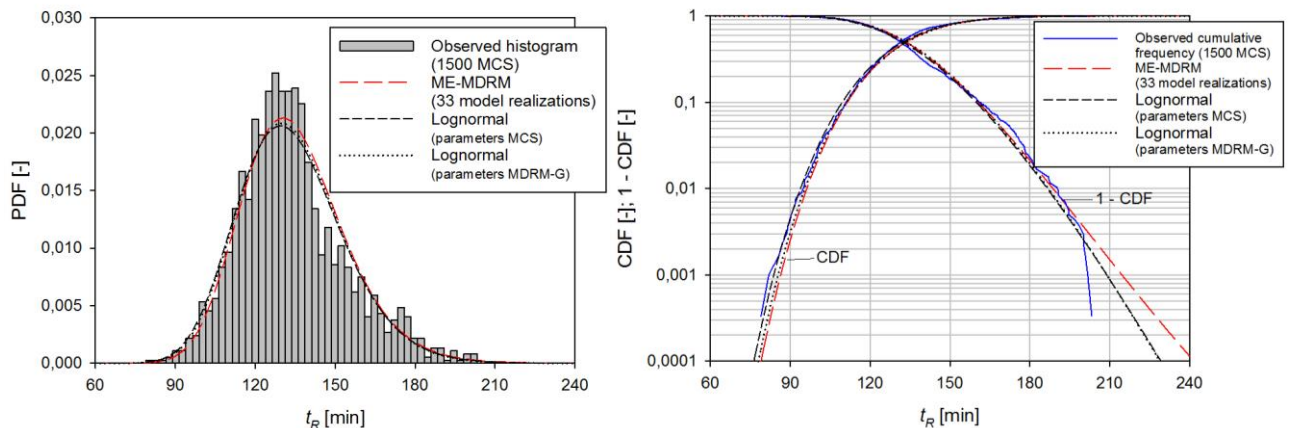 0,030
0,025
0,020
0,015
0,010
0,005
0,000
PDF [-]
Observed histogram
(1500 MCS)
ME-MDRM
(33 model realizations)
Lognormal
(parameters MCS)
Lognormal
(parameters MDRM-G)
60 90 120 150 180 210 240
tR [min]
1
0,1
0,01
0,001
0,0001
CDF [-]; 1 - CDF [-]
Observed cumulative
frequency (1500 MCS)
ME-MDRM
(33 model realizations)
Lognormal
(parameters MCS)
Lognormal
(parameters MDRM-G)
1 - CDF
CDF
60 90 120 150 180 210 240
tR [min]